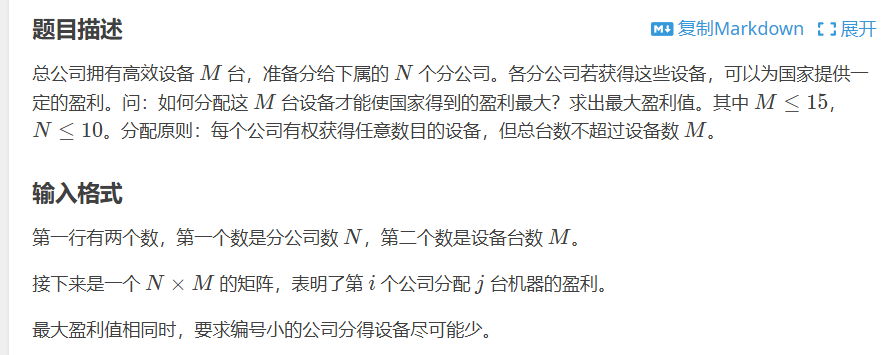 题目描述
复制Markdown 展开
总公司拥有高效设备 M 台，准备分给下属的 N 个分公司。各分公司若获得这些设备，可以为国家提供一
定的盈利。问：如何分配这 M 台设备才能使国家得到的盈利最大？求出最大盈利值。其中 M ≤ 15，
N ≤ 10。分配原则：每个公司有权获得任意数目的设备，但总台数不超过设备数 M。
输入格式
第一行有两个数，第一个数是分公司数 N，第二个数是设备台数 M。
接下来是一个 N × M 的矩阵，表明了第 i 个公司分配 j 台机器的盈利。
最大盈利值相同时，要求编号小的公司分得设备尽可能少。